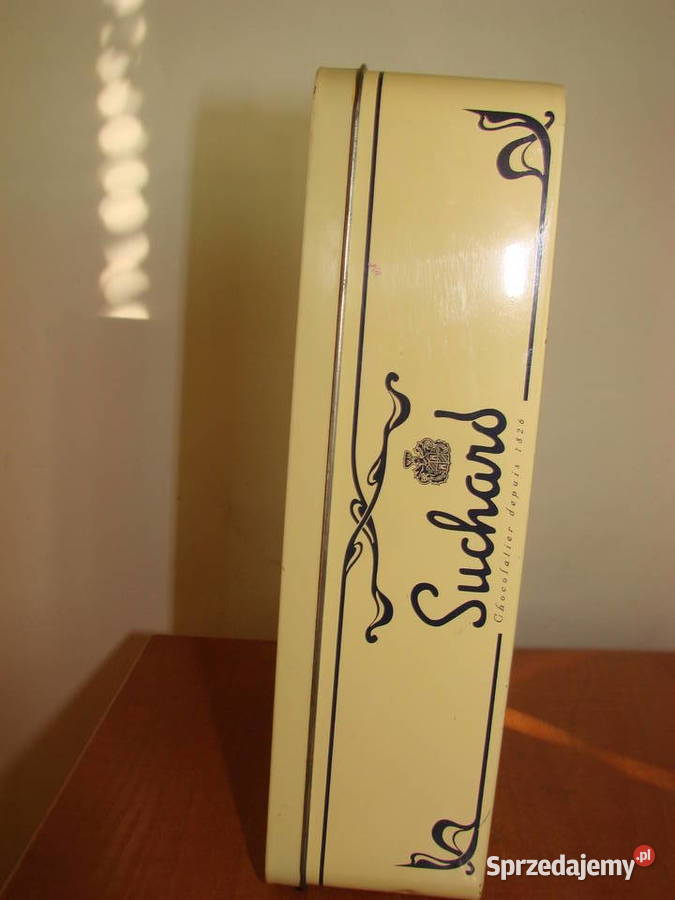 Suchard
Chocolatier depuis 1826
Sprzedajemy.pl